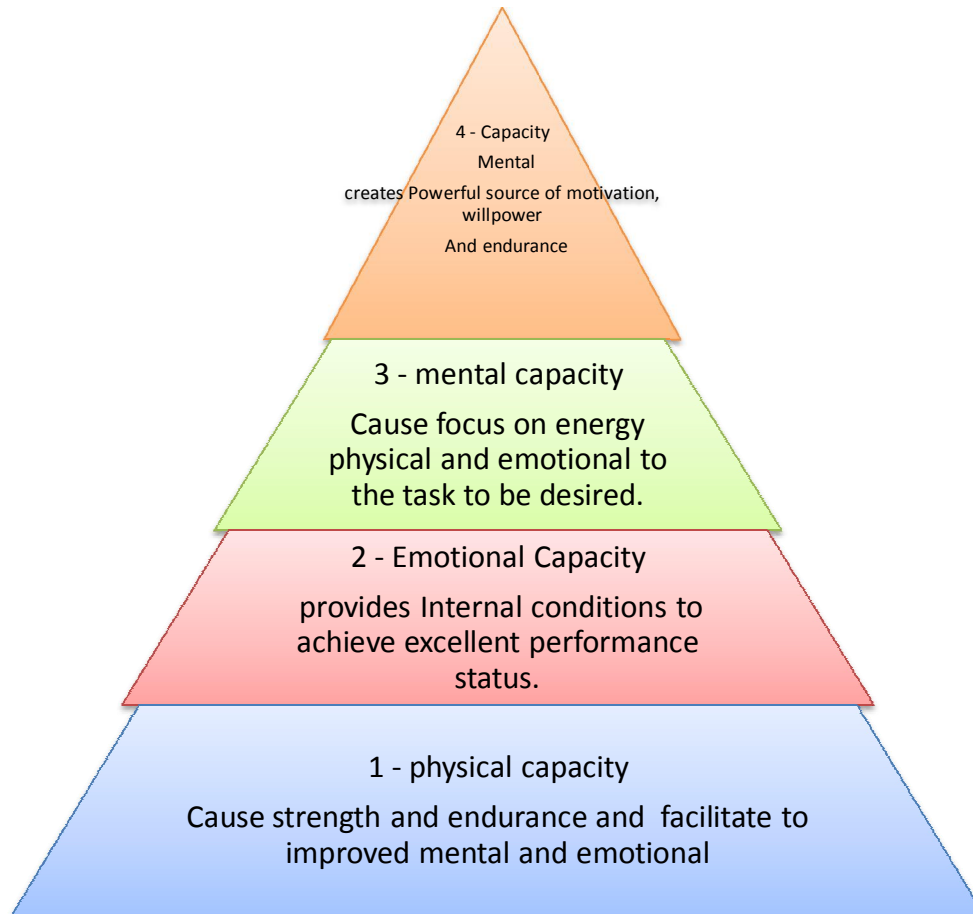 4 - Capacity
Mental
creates Powerful source of motivation,
willpower
And endurance
3 - mental capacity
Cause focus on energy
physical and emotional to
the task to be desired.
2 - Emotional Capacity
provides Internal conditions to
achieve excellent performance
status.
1 - physical capacity
Cause strength and endurance and  facilitate to
improved mental and emotional